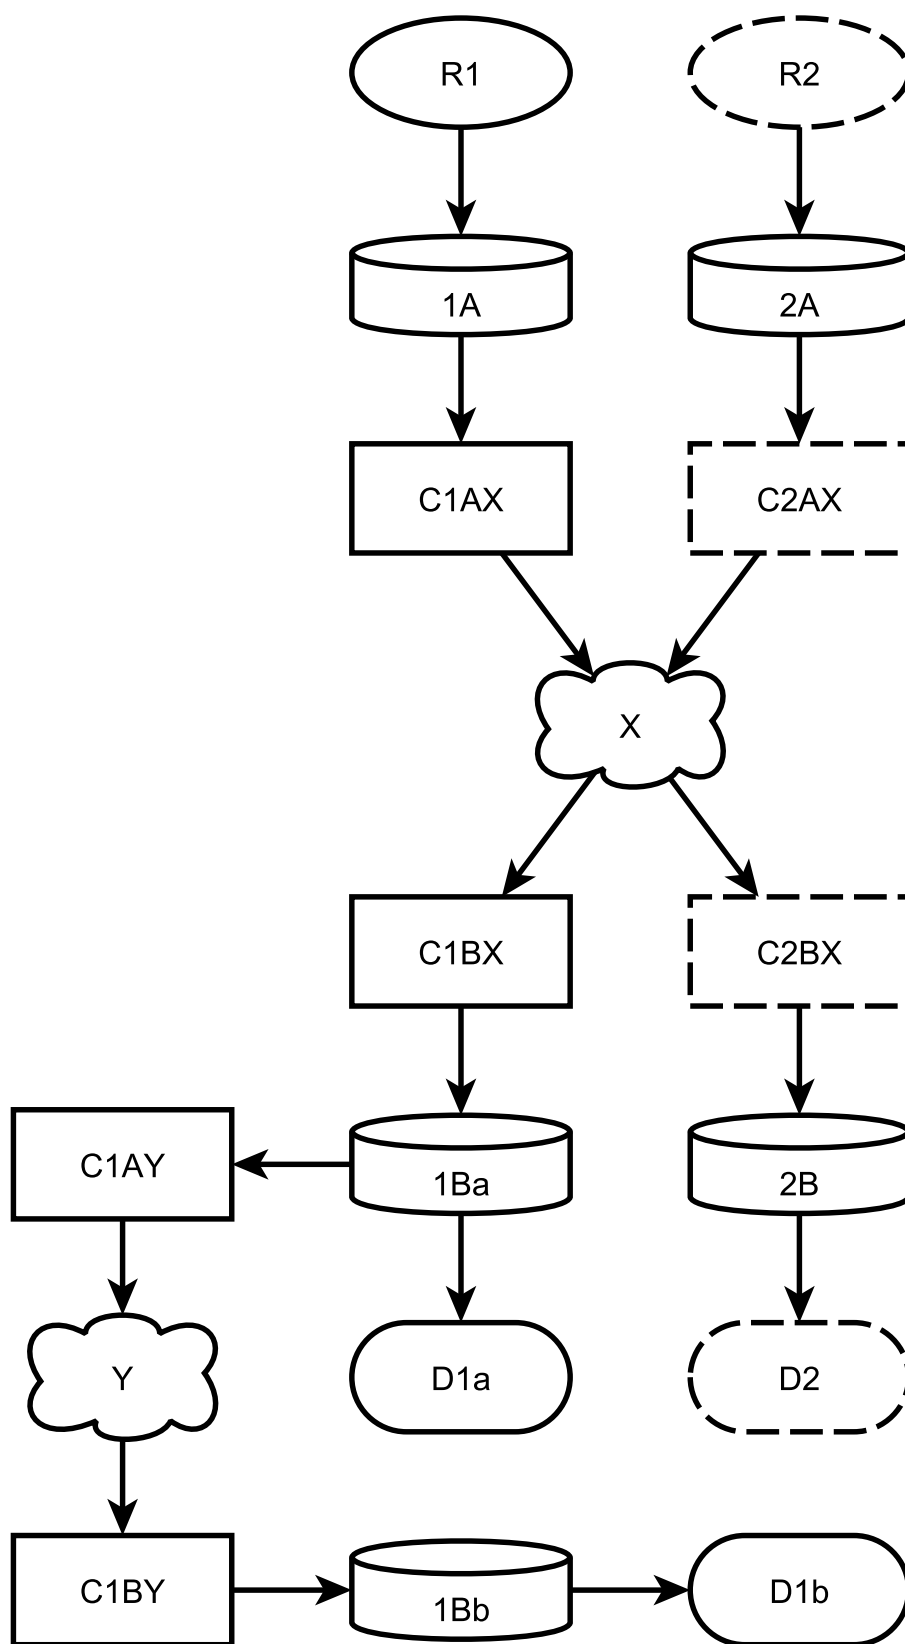 R1
R2
1A
2A
C1AX
C2AX
X
C1BX
C2BX
C1AY
1Ba
2B
Y
D1a
D2
C1BY
1Bb
D1b